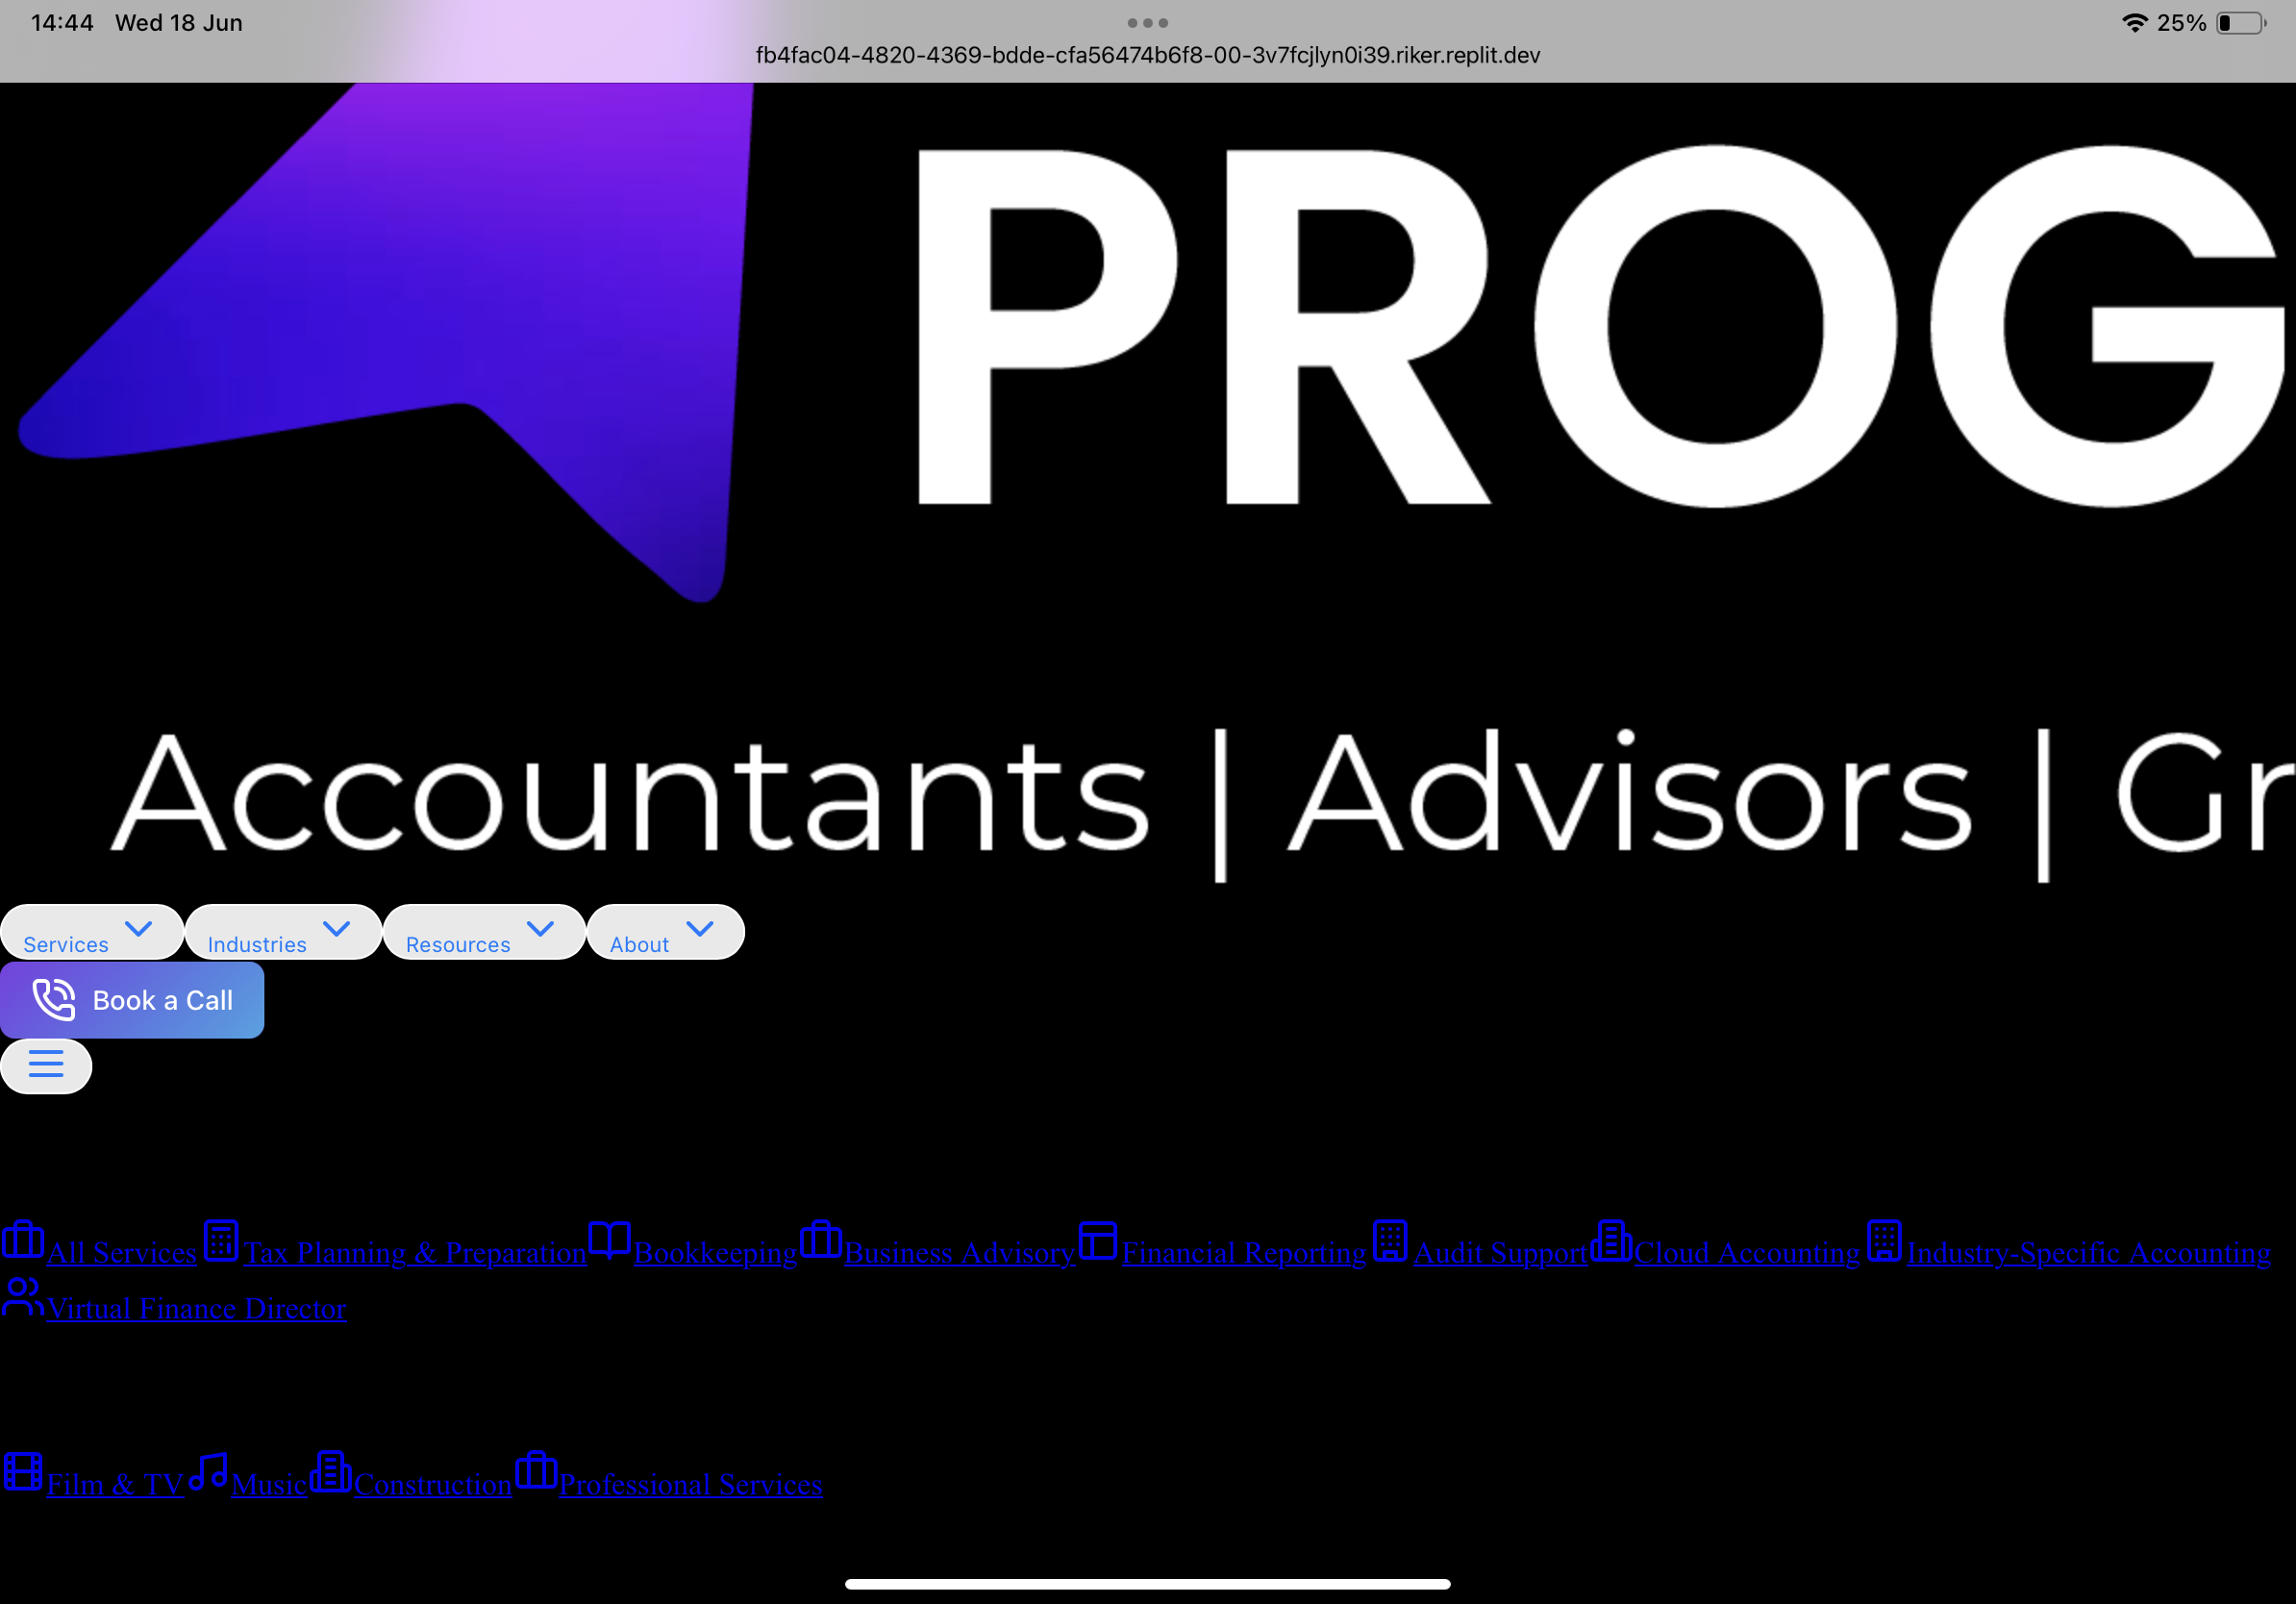 14:44 Wed 18 Jun
25%
fb4fac04-4820-4369-bdde-cfa56474b6f8-00-3v7fcjlyn0i39.riker.replit.dev
PROG
Accountants | Advisors | Gr
Services Industries Resources About
Book a Call
All Services Tax Planning & Preparation Bookkeeping Business Advisory Financial Reporting Audit Support Cloud Accounting Industry-Specific Accounting
Virtual Finance Director
Film & TV Music Construction Professional Services